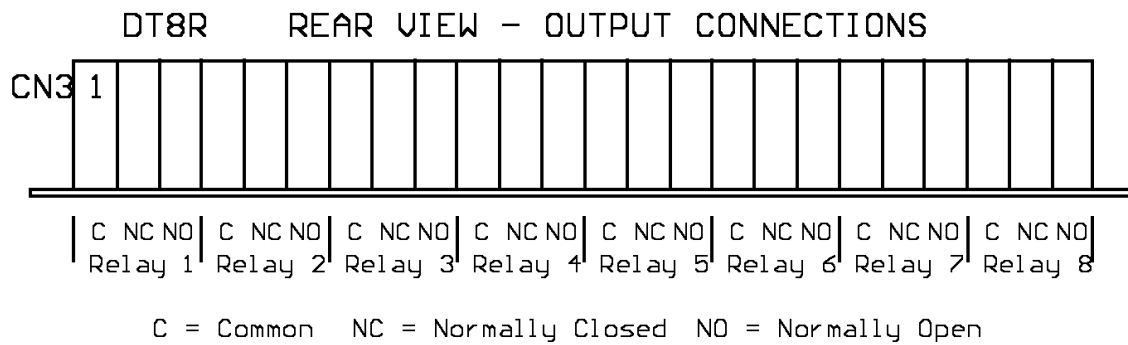 DT8R REAR VIEW - OUTPUT CONNECTIONS
CN3 1
C NC NO C NC NO C NC NO C NC NO C NC NO C NC NO C NC NO C NC NO
Relay 1 Relay 2 Relay 3 Relay 4 Relay 5 Relay 6 Relay 7 Relay 8
C = Common NC = Normally Closed NO = Normally Open